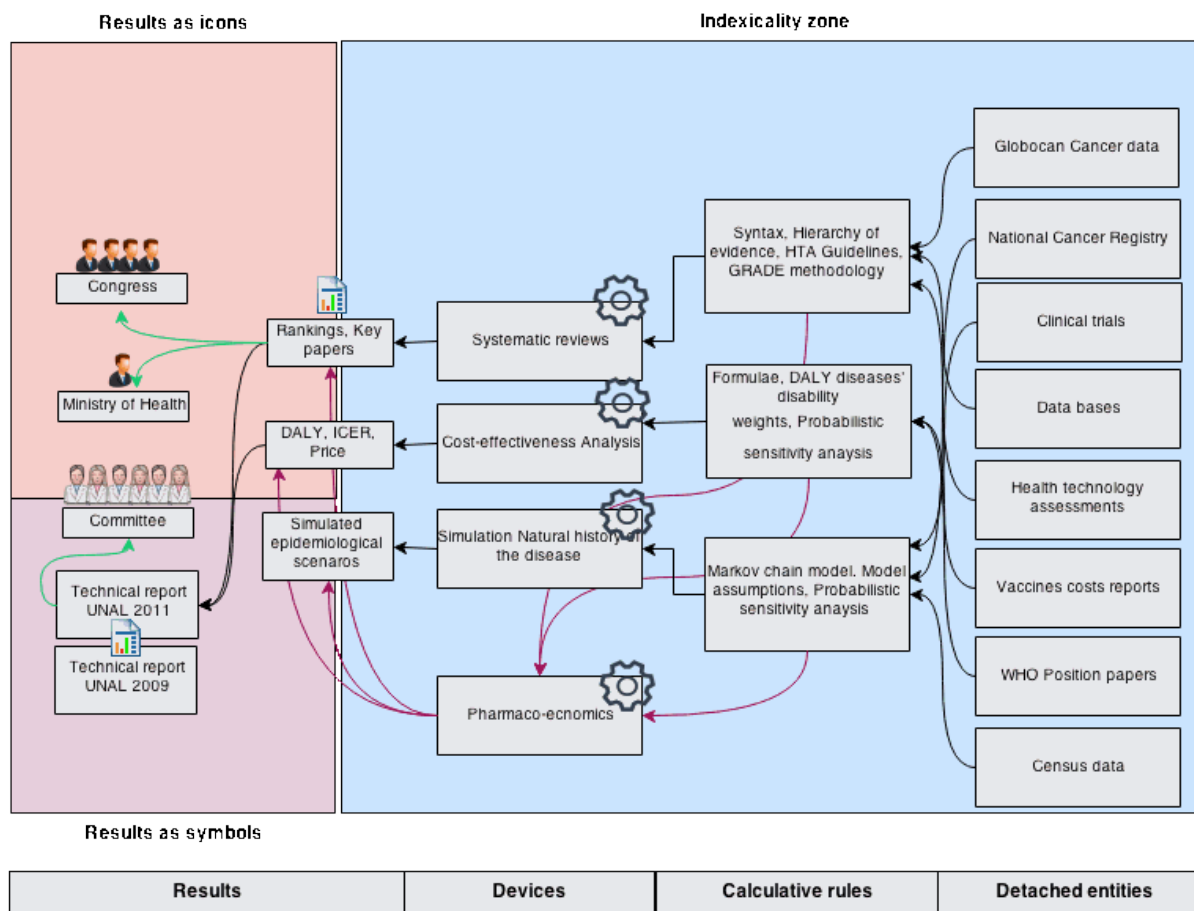 Results as icons
Indexicality zone
Globocan Cancer data
Syntax, Hierarchy of
evidence, HTA Guidelines,
GRADE methodology
National Cancer Registry
Congress
Clinical trials
Rankings, Key
papers
Systematic reviews
Ministry of Health
Formulae, DALY diseases'
disability
weights, Probabilistic
sensitivity anaysis
Data bases
DALY, ICER,
Price
Cost-effectiveness Analysis
Health technology
assessments
Committee
Simulated
epidemiological
scenaros
Simulation Natural history of
the disease
Markov chain model. Model
assumptions, Probabilistic
sensitivity anaysis
Vaccines costs reports
Technical report
UNAL 2011
Technical report
UNAL 2009
WHO Position papers
Pharmaco-ecnomics
Census data
Results as symbols
Results
Devices
Calculative rules
Detached entities